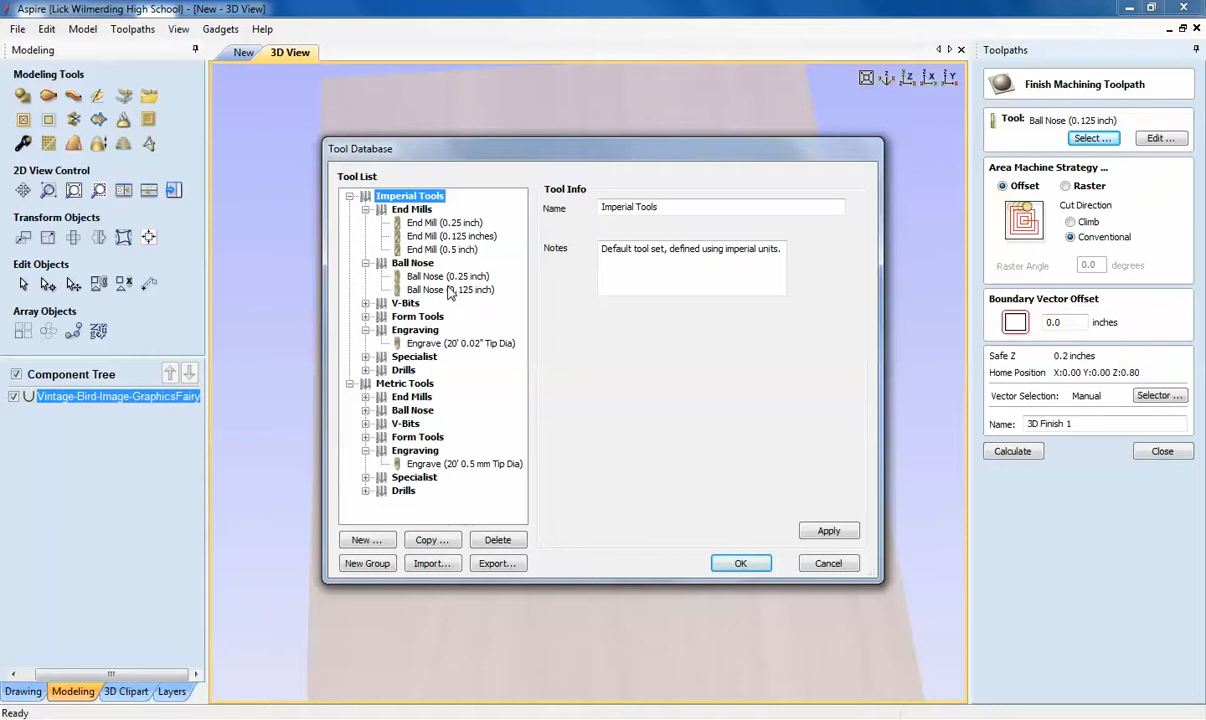 Aspire {Lick Wilmerding High School} - [New - 3D View]
File Edit Model Toolpaths View Gadgets Help
Modeling
Modeling Tools
2D View Control
Transform Objects
Edit Objects
Array Objects
Component Tree
Vintage-Bird-Image-GraphicsFairy
Drawing Modeling 3D Clipart Layers
Ready
New 3D View
Tool Database
Tool List
Imperial Tools
End Mills
End Mill (0.25 inch)
End Mill (0.125 inches)
End Mill (0.5 inch)
Ball Nose
Ball Nose (0.25 inch)
Ball Nose (0.125 inch)
V-Bits
Form Tools
Engraving
Engrave (20' 0.02" Tip Dia)
Specialist
Drills
Metric Tools
End Mills
Ball Nose
V-Bits
Form Tools
Engraving
Engrave (20' 0.5 mm Tip Dia)
Specialist
Drills
New ... Copy ... Delete
New Group Import... Export...
Tool Info
Name Imperial Tools
Notes Default tool set, defined using imperial units.
Apply
OK Cancel
Toolpaths
Finish Machining Toolpath
Tool: Ball Nose (0.125 inch)
Select ... Edit ...
Area Machine Strategy ...
Offset Raster
Cut Direction
Climb
Conventional
Raster Angle 0.0 degrees
Boundary Vector Offset
0.0 inches
Safe Z 0.2 inches
Home Position X:0.00 Y:0.00 Z:0.80
Vector Selection: Manual Selector ...
Name: 3D Finish 1
Calculate Close